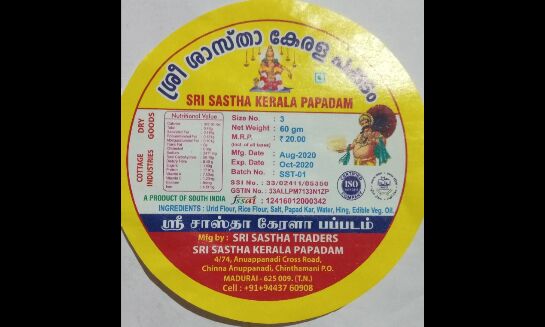 ശ്രീ ശാസ്താ കേരള പപ്പടം
SRI SASTHA KERALA PAPADAM
DRY GOODS
COTTAGE INDUSTRIES
Nutritional Value
Size No. : 3
Net Weight : 60 gm
M.R.P. : ₹ 20.00
(incl. of all taxes)
Mfg. Date : Aug-2020
Exp. Date : Oct-2020
Batch No. : SST-01
SSI No. : 33/02411/05350
GSTIN No. : 33ALLPM7133N1ZP
fssai : 12416012000342
ISO
A PRODUCT OF SOUTH INDIA
INGREDIENTS : Urid Flour, Rice Flour, Salt, Papad Kar, Water, Hing, Edible Veg. Oil.
ஸ்ரீ சாஸ்தா கேரளா பப்படம்
Mfg by : SRI SASTHA TRADERS
SRI SASTHA KERALA PAPADAM
4/74, Anuappanadi Cross Road,
Chinna Anuppanadi, Chinthamani P.O.
MADURAI - 625 009. (T.N.)
Cell : +91+94437 60908